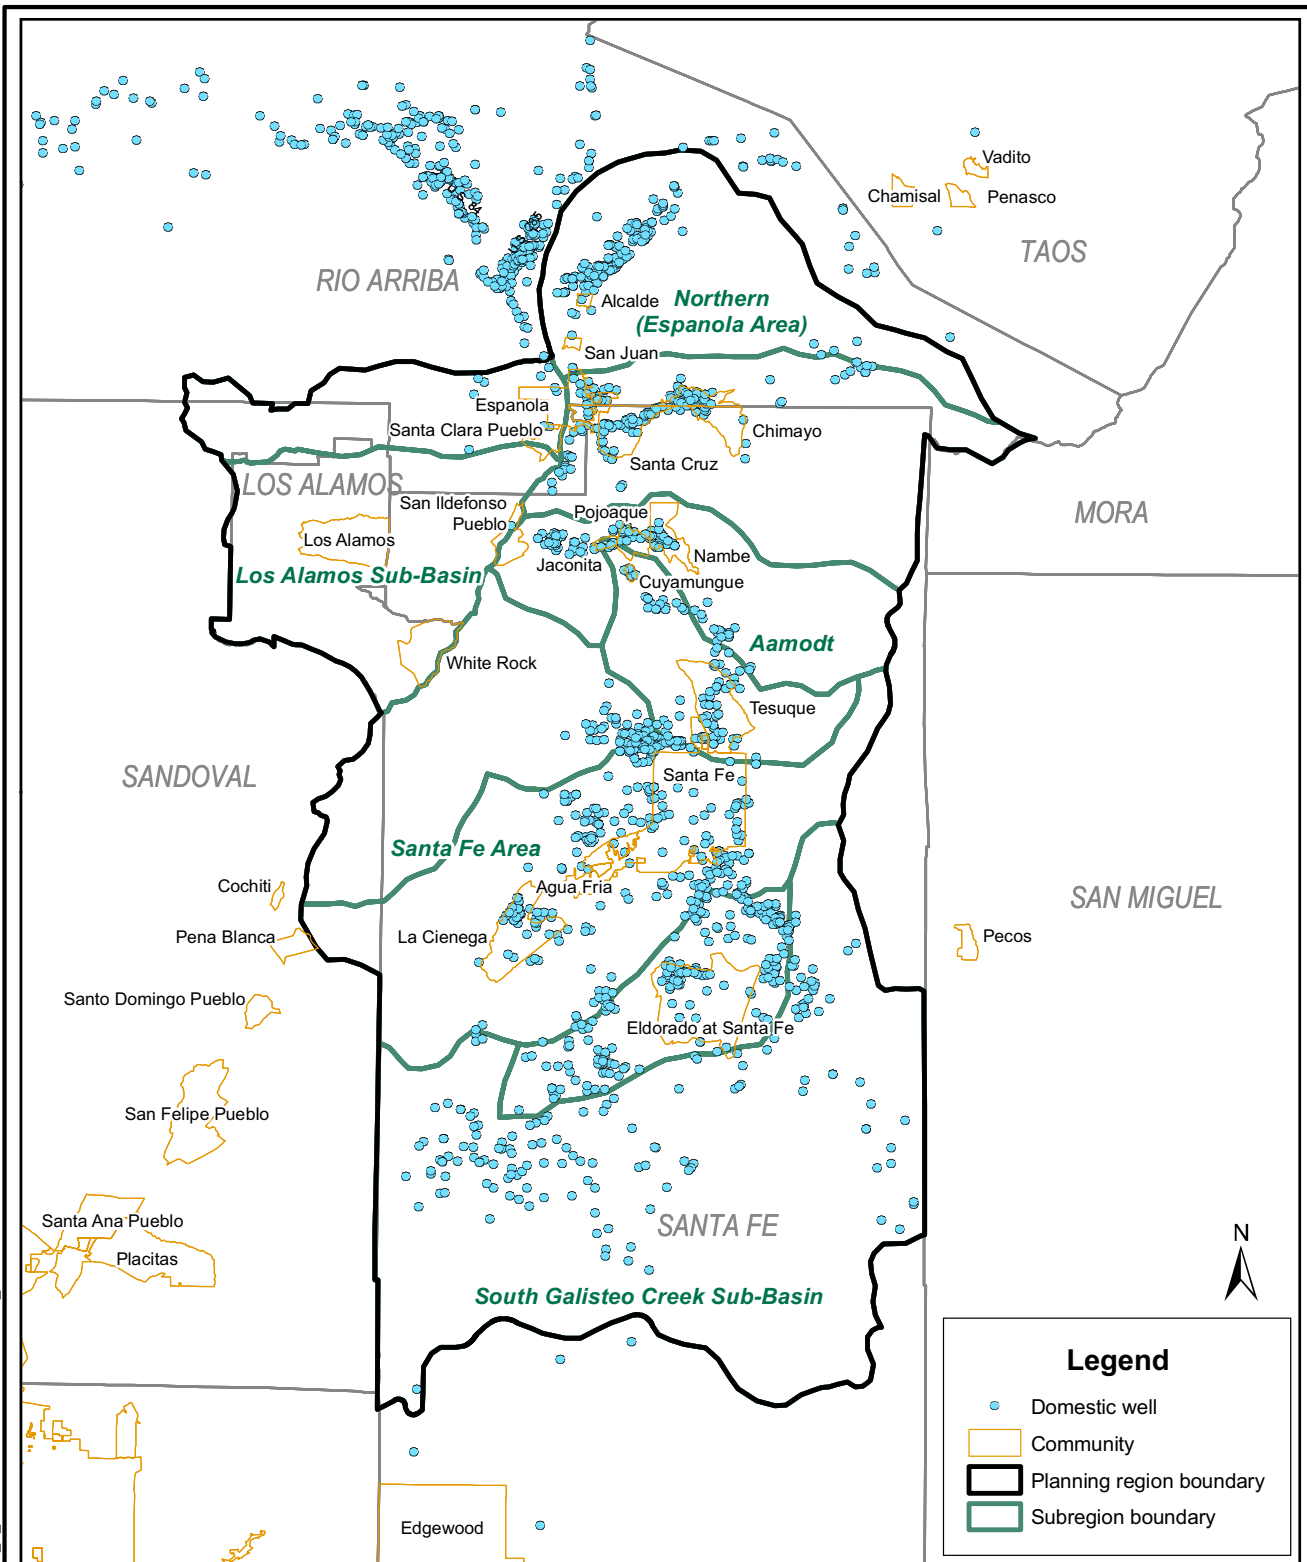 Vadito
Chamisal
Penasco
TAOS
RIO ARRIBA
Alcalde
Northern
(Espanola Area)
San Juan
Espanola
Santa Clara Pueblo
Chimayo
Santa Cruz
LOS ALAMOS
San Ildefonso
Pueblo
Pojoaque
MORA
Los Alamos
Nambe
Jaconita
Los Alamos Sub-Basin
Cuyamungue
Aamodt
White Rock
Tesuque
SANDOVAL
Santa Fe
Santa Fe Area
Cochiti
Agua Fria
SAN MIGUEL
Pena Blanca
La Cienega
Pecos
Santo Domingo Pueblo
Eldorado at Santa Fe
San Felipe Pueblo
Santa Ana Pueblo
SANTA FE
Placitas
N
South Galisteo Creek Sub-Basin
Legend
Domestic well
Community
Planning region boundary
Subregion boundary
Edgewood